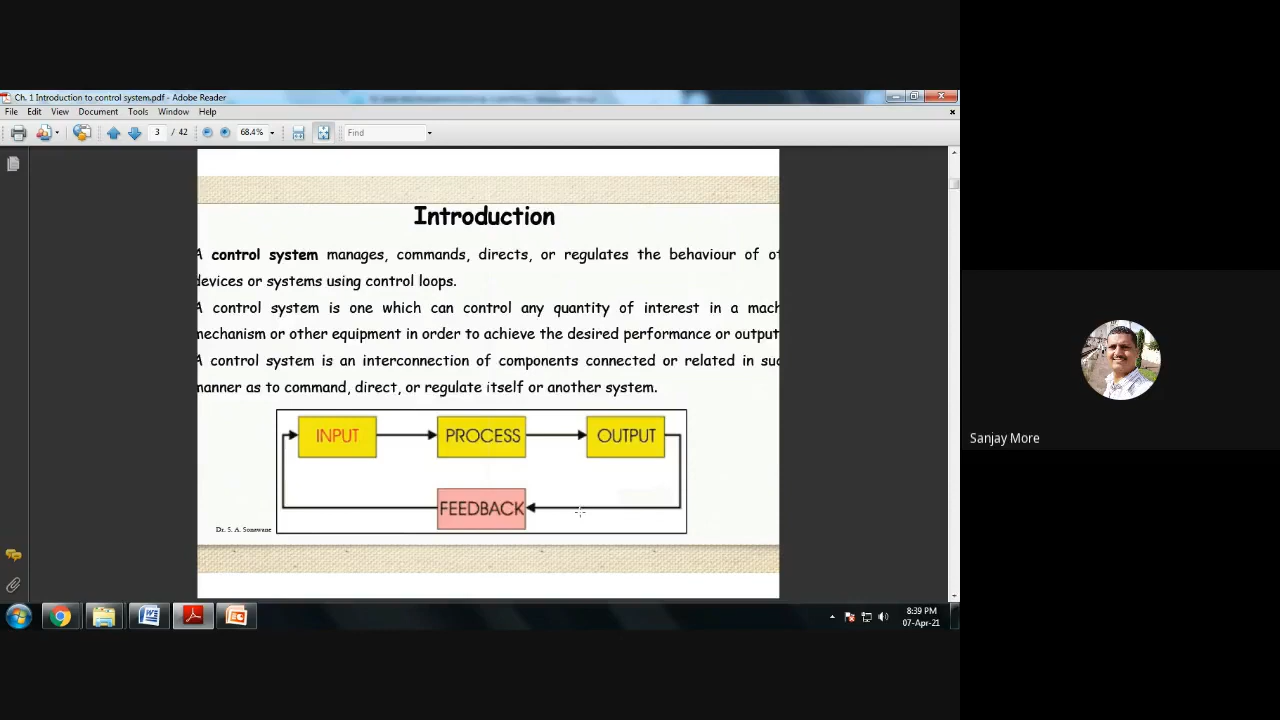 Ch. 1 Introduction to control system.pdf - Adobe Reader
File Edit View Document Tools Window Help
3 / 42 68.4% Find
Introduction
A control system manages, commands, directs, or regulates the behaviour of ot
devices or systems using control loops.
A control system is one which can control any quantity of interest in a mach
mechanism or other equipment in order to achieve the desired performance or output
A control system is an interconnection of components connected or related in suc
manner as to command, direct, or regulate itself or another system.
INPUT PROCESS OUTPUT
FEEDBACK
Dr. S. A. Sonawane
Sanjay More
8:39 PM
07-Apr-21